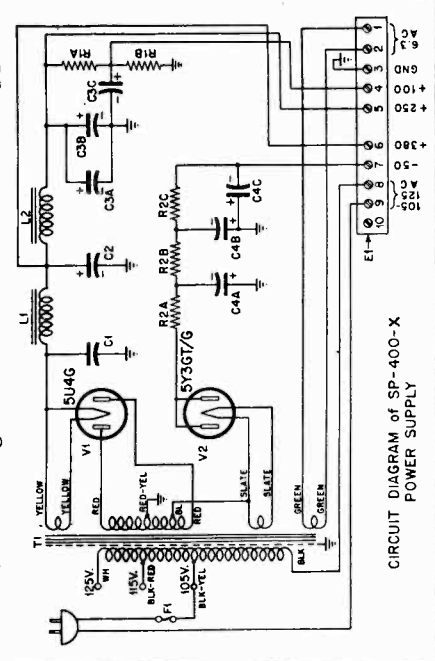 R1A
R1B
C3C
C3B
C3A
L2
C2
L1
C1
5U4G
V1
YELLOW
YELLOW
RED
RED-YEL
BL
RED
T1
125V.
WH
115V.
BLK-RED
105V.
BLK-YEL
BLK
F1
R2C
C4C
R2B
C4B
R2A
C4A
5Y3GT/G
V2
SLATE
SLATE
GREEN
GREEN
1
2
3
4
5
6
7
8
9
10
6.3
AC
GND
+100
+250
+380
-50
AC
105-
125
E1
CIRCUIT DIAGRAM of SP-400-X
POWER SUPPLY